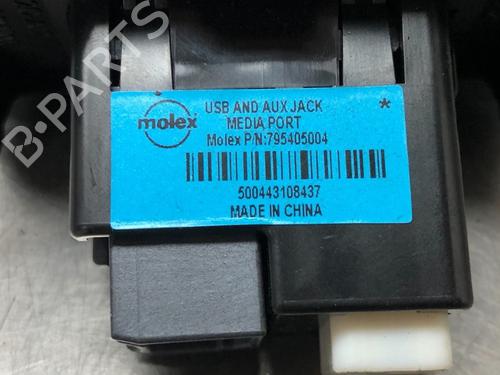 molex
USB AND AUX JACK *
MEDIA PORT
Molex P/N:795405004
500443108437
MADE IN CHINA
B-PARTS